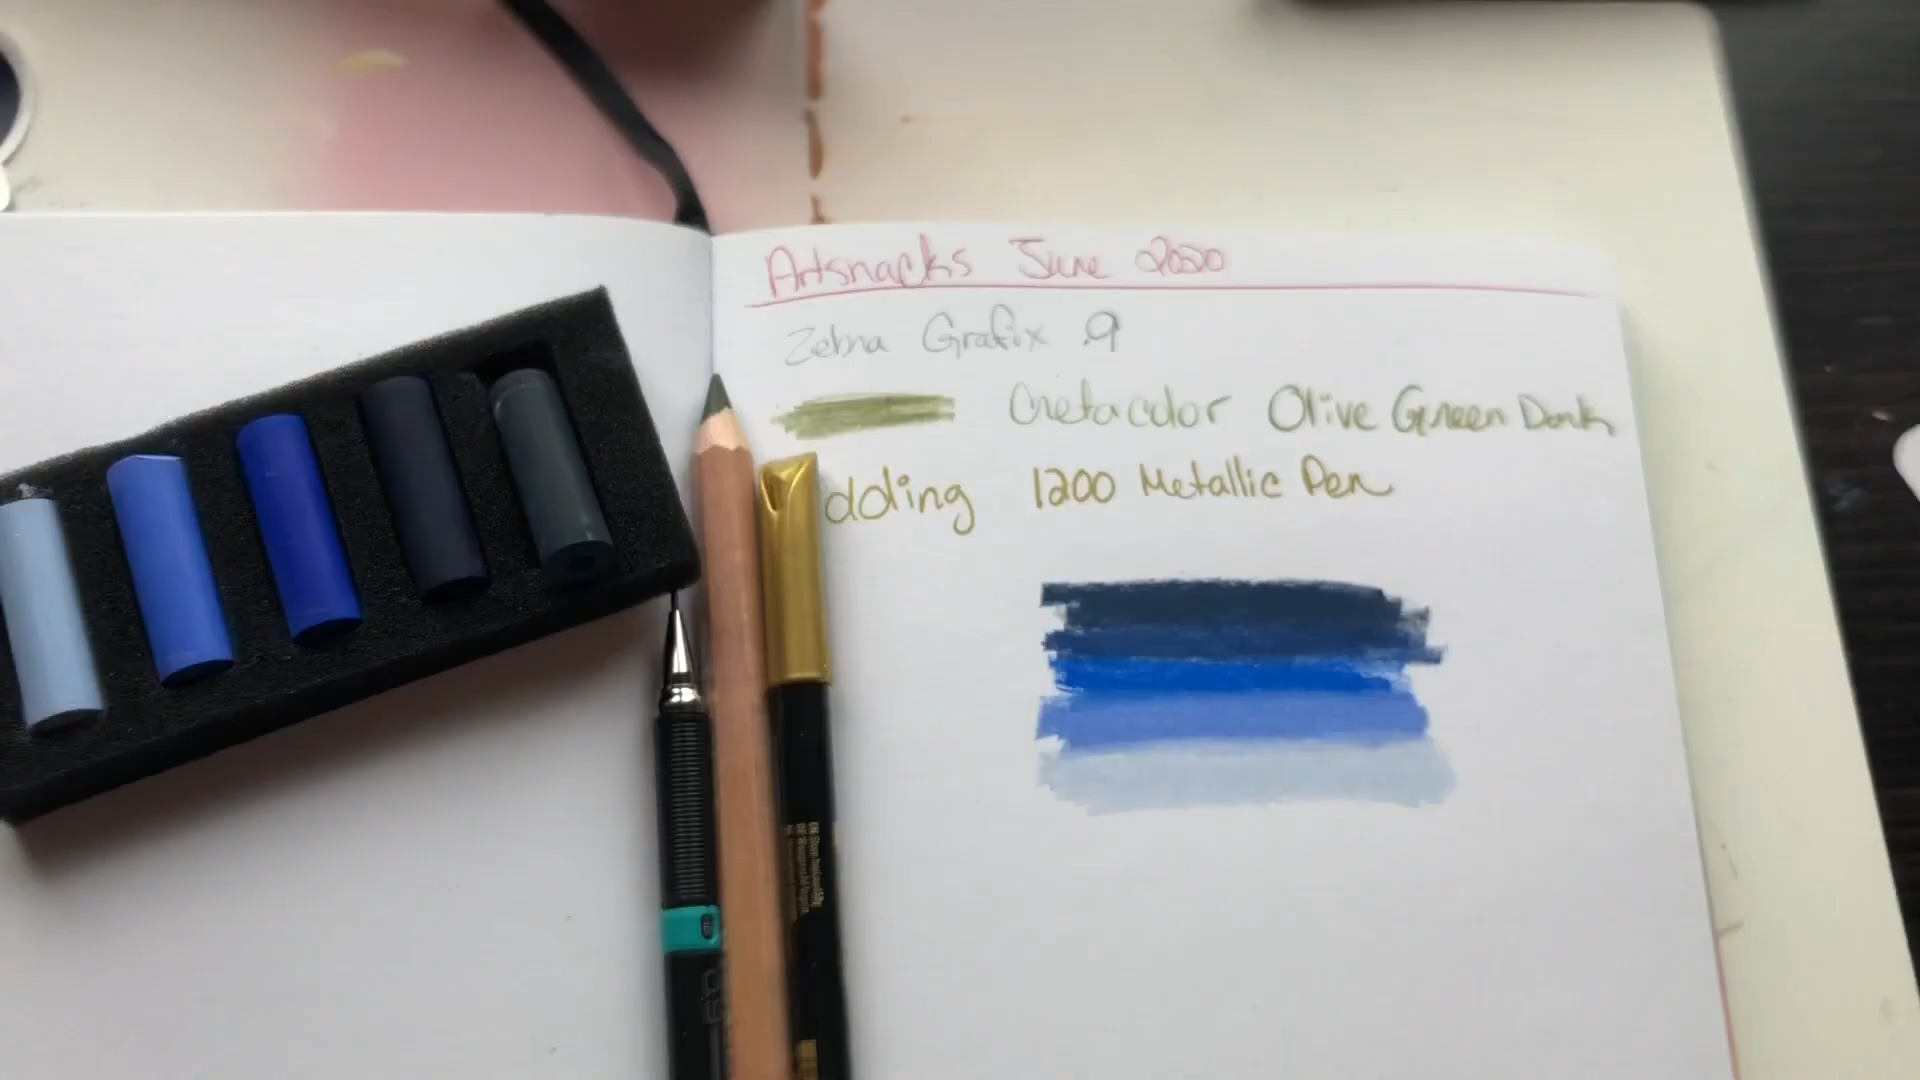 Artsnacks June 2020
Zebra Grafix .9
Cretacolor Olive Green Dark
dding 1200 Metallic Pen